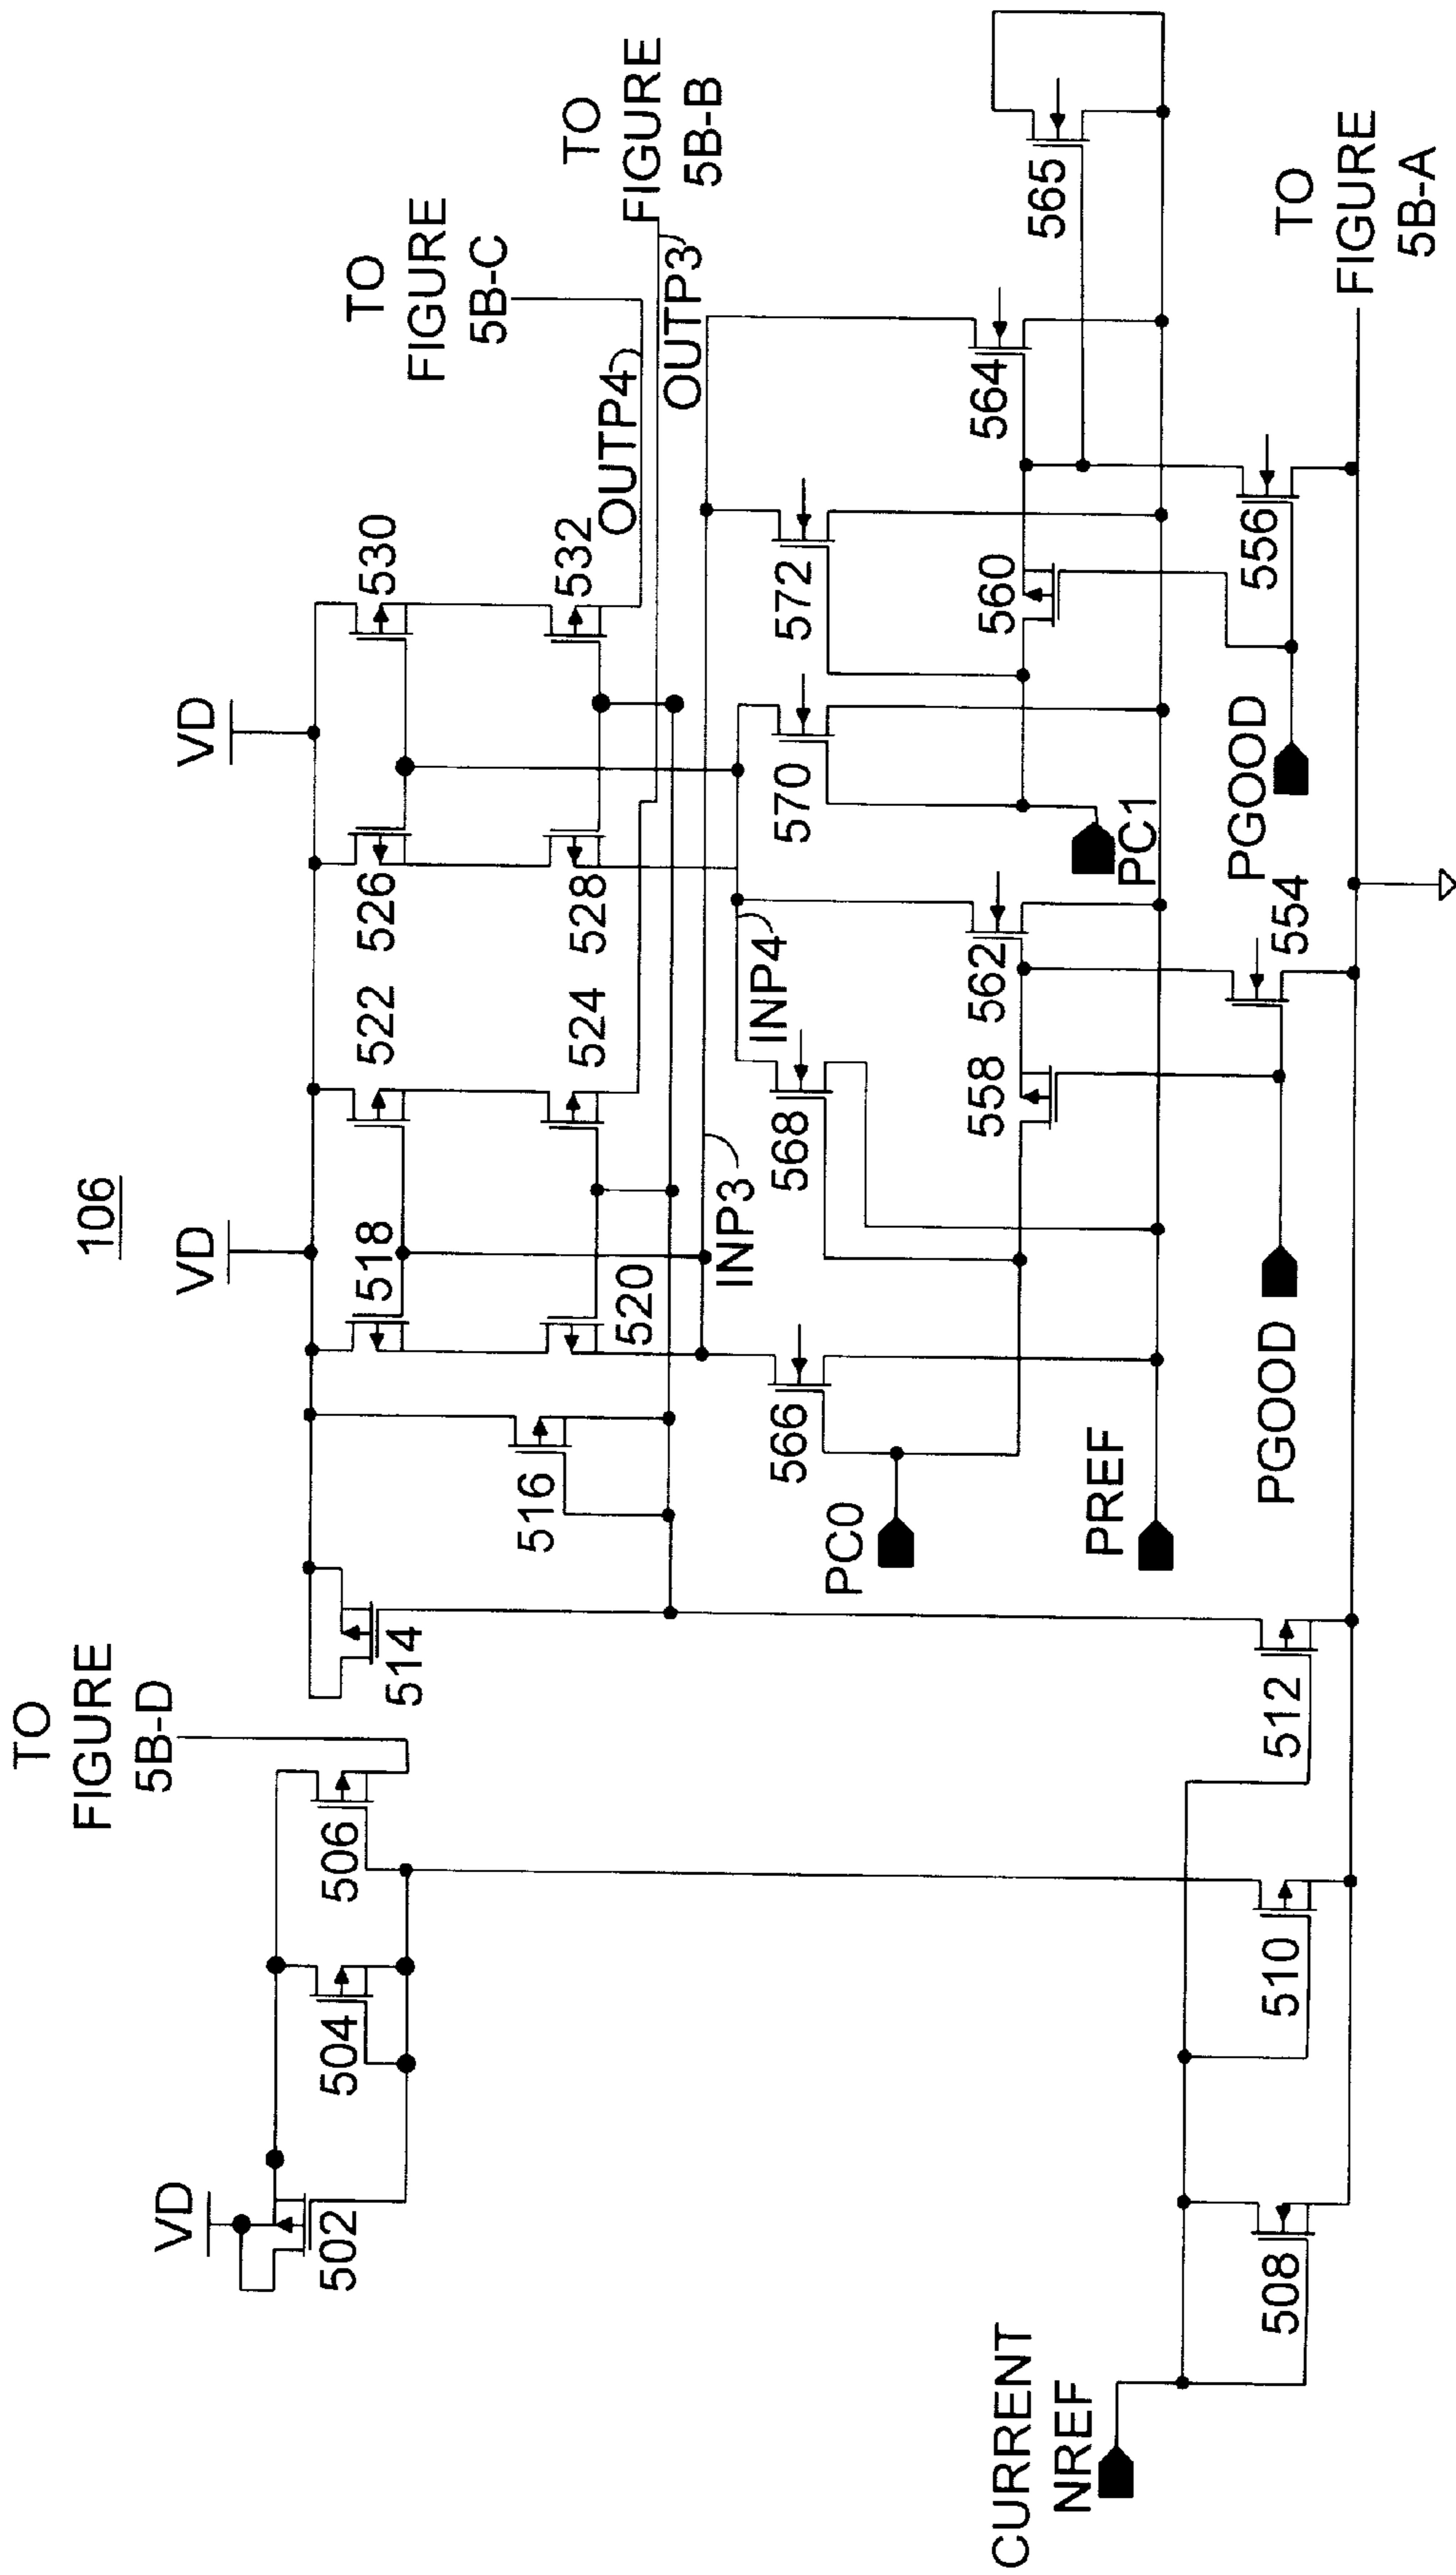 106
TO
FIGURE
5B-D
VD
VD
VD
502
504
506
514
516
518
520
522
524
526
528
530
532
TO
FIGURE
5B-C
TO
FIGURE
5B-B
OUTP4
OUTP3
INP3
INP4
566
568
570
572
558
562
560
564
565
PC0
PC1
PREF
PGOOD
PGOOD
554
556
CURRENT
NREF
508
510
512
TO
FIGURE
5B-A